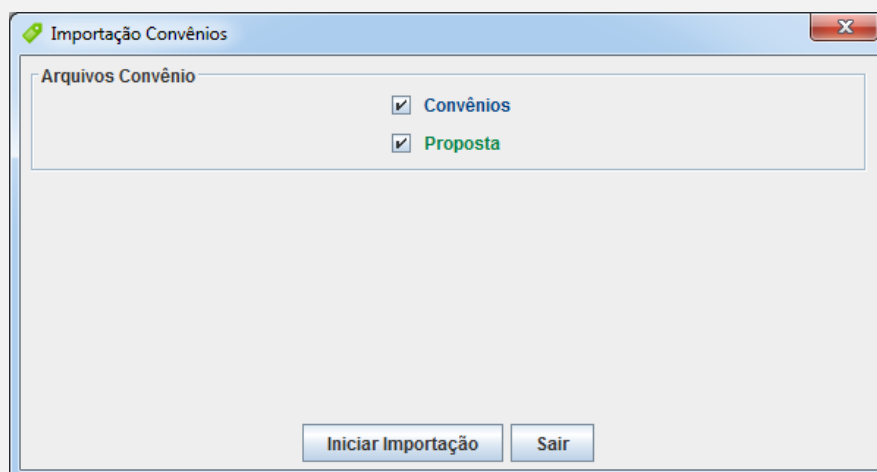 Importação Convênios
Arquivos Convênio
Convênios
Proposta
Iniciar Importação Sair